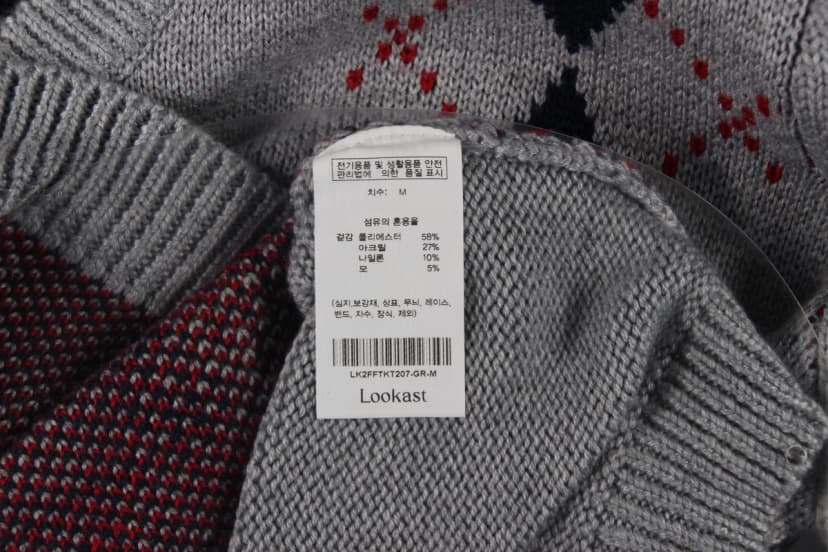 전기용품 및 생활용품 안전
관리법에 의한 품질 표시
치수: M
섬유의 혼용율
겉감 폴리에스터 58%
아크릴 27%
나일론 10%
모 5%
(심지,보강재, 상표, 무늬, 레이스,
밴드, 자수, 장식, 제외)
LK2FFTKT207-GR-M
Lookast